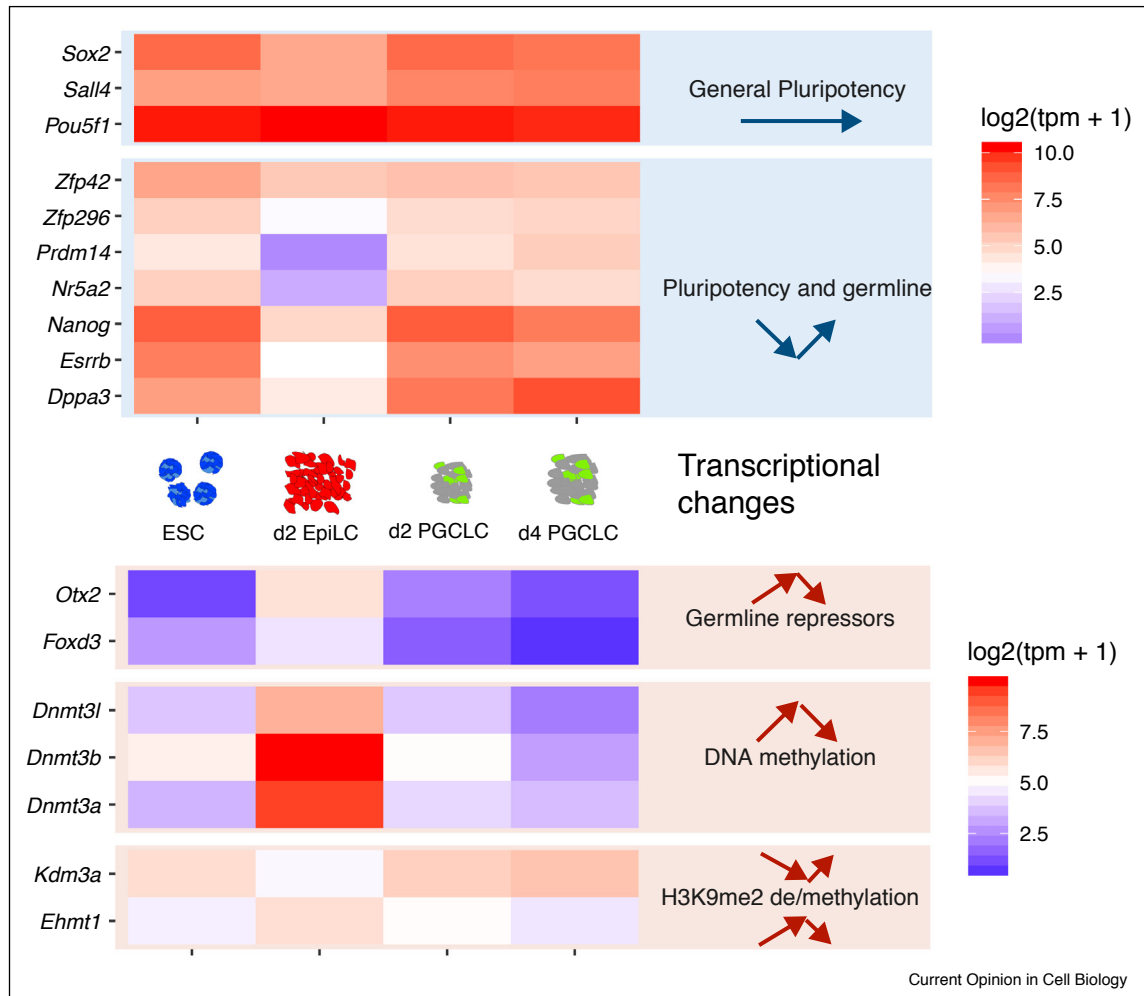 Sox2
Sall4
Pou5f1
General Pluripotency
log2(tpm + 1)
10.0
7.5
5.0
2.5
Zfp42
Zfp296
Prdm14
Nr5a2
Nanog
Esrrb
Dppa3
Pluripotency and germline
ESC
d2 EpiLC
d2 PGCLC
d4 PGCLC
Transcriptional
changes
Otx2
Foxd3
Germline repressors
log2(tpm + 1)
7.5
5.0
2.5
Dnmt3l
Dnmt3b
Dnmt3a
DNA methylation
Kdm3a
Ehmt1
H3K9me2 de/methylation
Current Opinion in Cell Biology